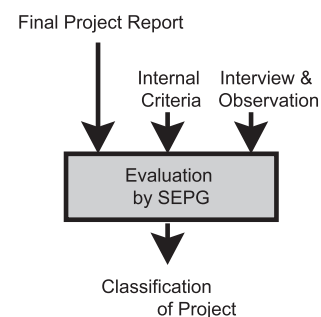 Final Project Report
Internal Criteria
Interview & Observation
Evaluation
by SEPG
Classification
of Project